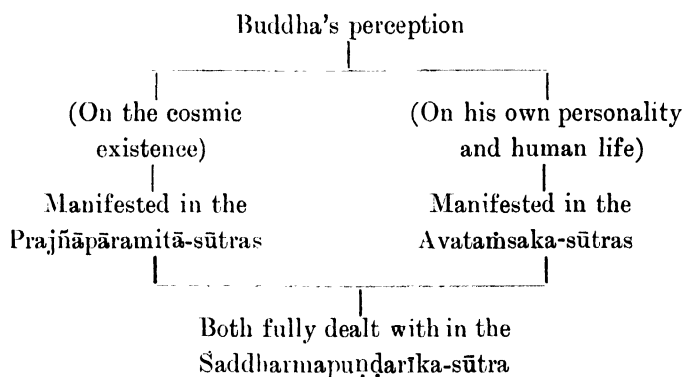 Buddha's perception
(On the cosmic
existence)
(On his own personality
and human life)
Manifested in the
Prajñāpāramitā-sūtras
Manifested in the
Avataṁsaka-sūtras
Both fully dealt with in the
Saddharmapuṇḍarīka-sūtra